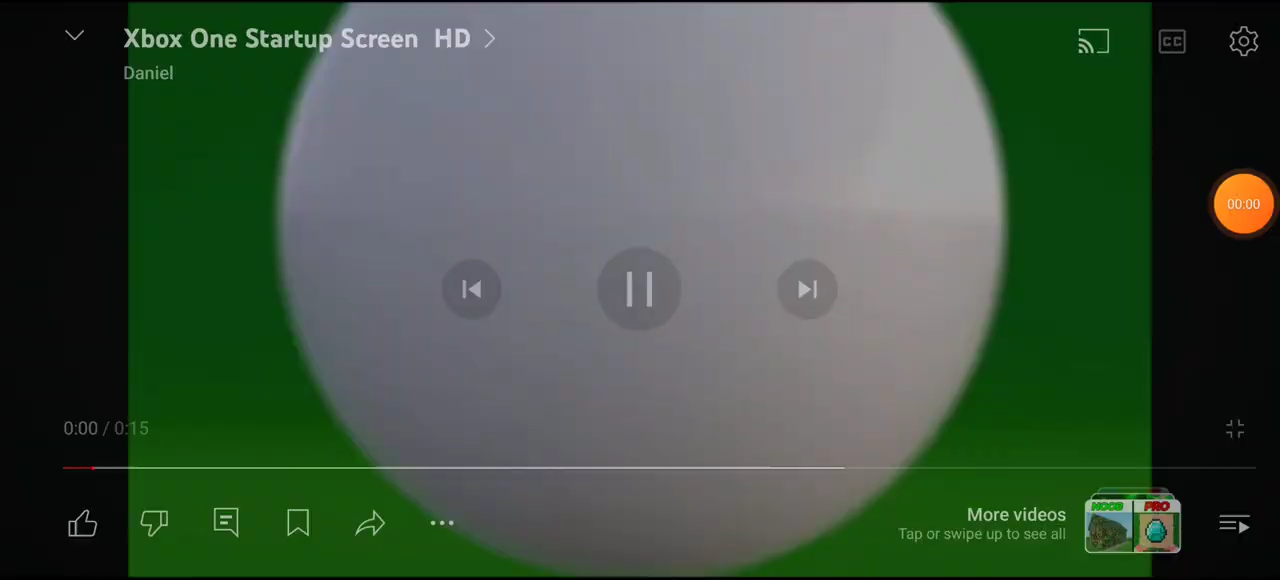 Xbox One Startup Screen HD
Daniel
CC
00:00
0:00 / 0:15
More videos
Tap or swipe up to see all
NOOB PRO